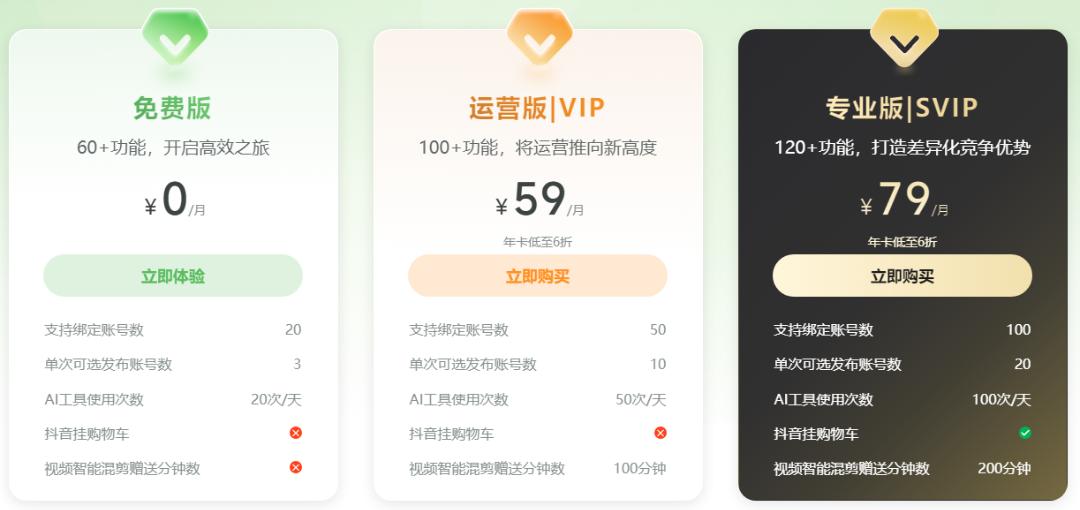 免费版
60+功能，开启高效之旅
¥0/月
立即体验
支持绑定账号数 20
单次可选发布账号数 3
AI工具使用次数 20次/天
抖音挂购物车
视频智能混剪赠送分钟数
运营版|VIP
100+功能，将运营推向新高度
¥59/月
年卡低至6折
立即购买
支持绑定账号数 50
单次可选发布账号数 10
AI工具使用次数 50次/天
抖音挂购物车
视频智能混剪赠送分钟数 100分钟
专业版|SVIP
120+功能，打造差异化竞争优势
¥79/月
年卡低至6折
立即购买
支持绑定账号数 100
单次可选发布账号数 20
AI工具使用次数 100次/天
抖音挂购物车
视频智能混剪赠送分钟数 200分钟